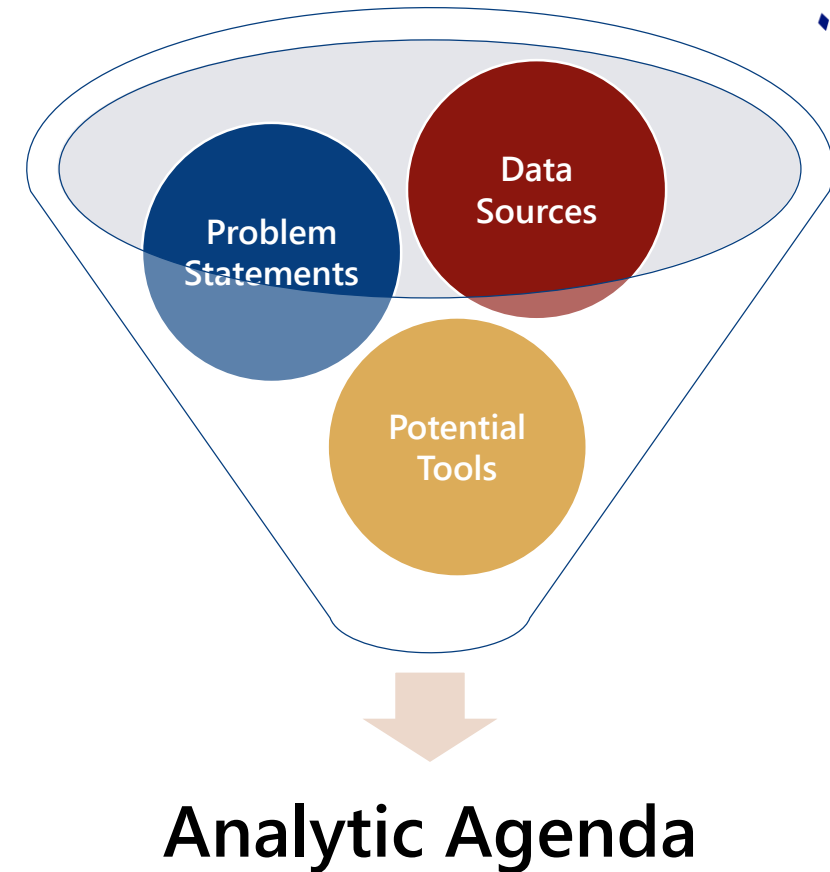 Data
Sources
Problem
Statements
Potential
Tools
Analytic Agenda